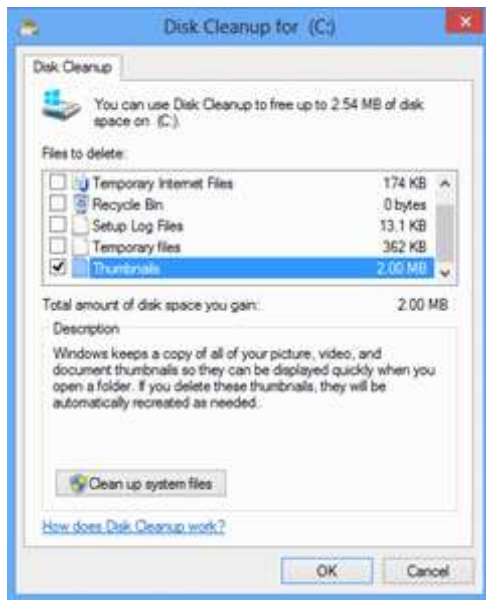 Disk Cleanup for (C:)
Disk Cleanup
You can use Disk Cleanup to free up to 2.54 MB of disk
space on (C:).
Files to delete:
Temporary Internet Files 174 KB
Recycle Bin 0 bytes
Setup Log Files 13.1 KB
Temporary files 362 KB
Thumbnails 2.00 MB
Total amount of disk space you gain: 2.00 MB
Description
Windows keeps a copy of all of your picture, video, and
document thumbnails so they can be displayed quickly when you
open a folder. If you delete these thumbnails, they will be
automatically recreated as needed.
Clean up system files
How does Disk Cleanup work?
OK Cancel